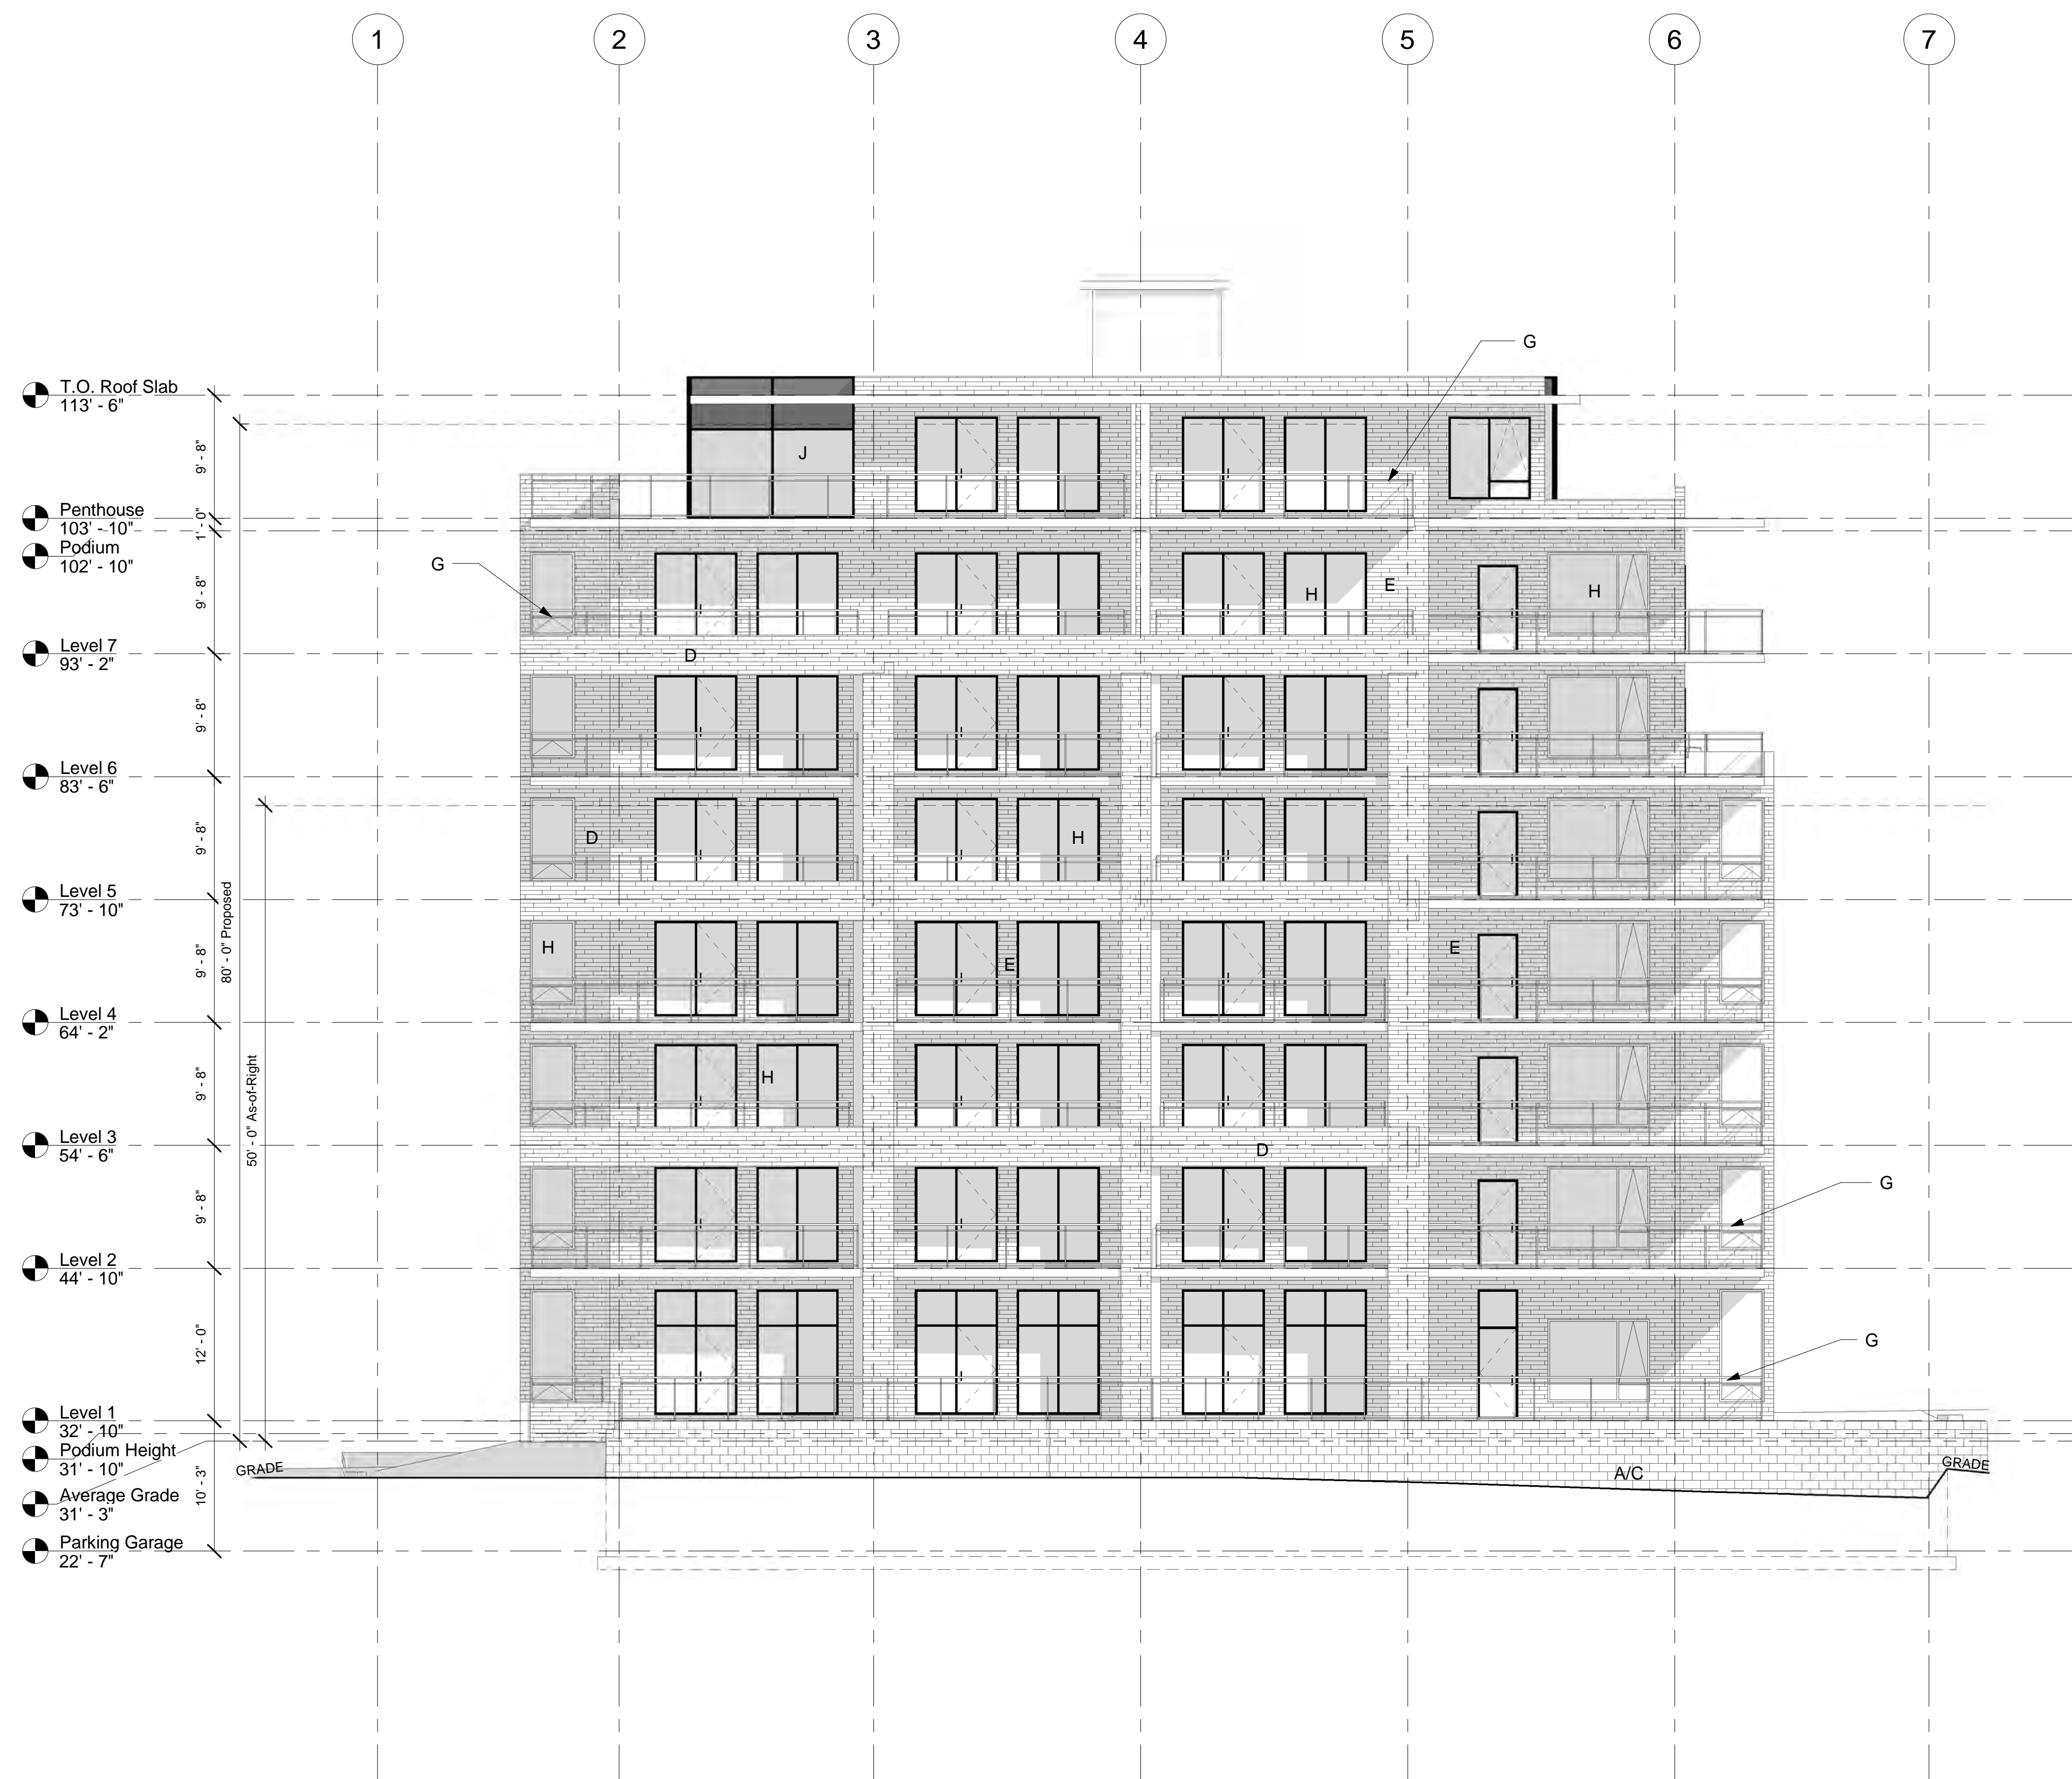 1
2
3
4
5
6
7
G
T.O. Roof Slab
113' - 6"
9' - 8"
J
Penthouse
103' - 10"
1' - 0"
Podium
102' - 10"
G
9' - 8"
H
E
H
Level 7
93' - 2"
D
9' - 8"
Level 6
83' - 6"
9' - 8"
D
H
Level 5
73' - 10"
80' - 0" Proposed
9' - 8"
H
E
E
Level 4
64' - 2"
50' - 0" As-of-Right
9' - 8"
H
Level 3
54' - 6"
D
9' - 8"
G
Level 2
44' - 10"
12' - 0"
G
Level 1
32' - 10"
Podium Height
31' - 10"
GRADE
GRADE
A/C
10' - 3"
Average Grade
31' - 3"
Parking Garage
22' - 7"